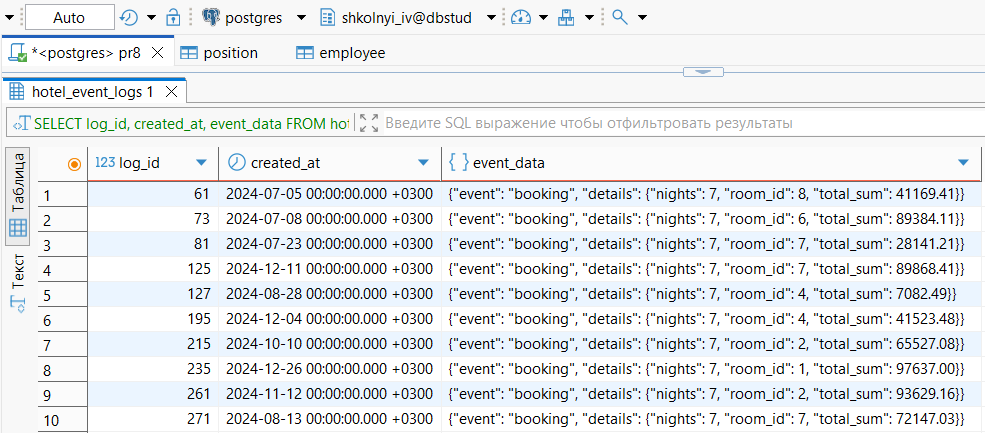 Auto postgres shkolnyi_iv@dbstud
*<postgres> pr8 position employee
hotel_event_logs 1
SELECT log_id, created_at, event_data FROM hot Введите SQL выражение чтобы отфильтровать результаты
Таблица
Текст
123 log_id created_at { } event_data
1 61 2024-07-05 00:00:00.000 +0300 {"event": "booking", "details": {"nights": 7, "room_id": 8, "total_sum": 41169.41}}
2 73 2024-07-08 00:00:00.000 +0300 {"event": "booking", "details": {"nights": 7, "room_id": 6, "total_sum": 89384.11}}
3 81 2024-07-23 00:00:00.000 +0300 {"event": "booking", "details": {"nights": 7, "room_id": 7, "total_sum": 28141.21}}
4 125 2024-12-11 00:00:00.000 +0300 {"event": "booking", "details": {"nights": 7, "room_id": 7, "total_sum": 89868.41}}
5 127 2024-08-28 00:00:00.000 +0300 {"event": "booking", "details": {"nights": 7, "room_id": 4, "total_sum": 7082.49}}
6 195 2024-12-04 00:00:00.000 +0300 {"event": "booking", "details": {"nights": 7, "room_id": 4, "total_sum": 41523.48}}
7 215 2024-10-10 00:00:00.000 +0300 {"event": "booking", "details": {"nights": 7, "room_id": 2, "total_sum": 65527.08}}
8 235 2024-12-26 00:00:00.000 +0300 {"event": "booking", "details": {"nights": 7, "room_id": 1, "total_sum": 97637.00}}
9 261 2024-11-12 00:00:00.000 +0300 {"event": "booking", "details": {"nights": 7, "room_id": 2, "total_sum": 93629.16}}
10 271 2024-08-13 00:00:00.000 +0300 {"event": "booking", "details": {"nights": 7, "room_id": 7, "total_sum": 72147.03}}